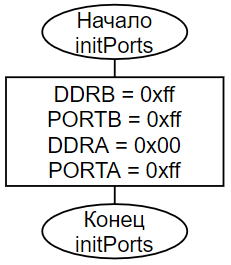 Начало
initPorts
DDRB = 0xff
PORTB = 0xff
DDRA = 0x00
PORTA = 0xff
Конец
initPorts